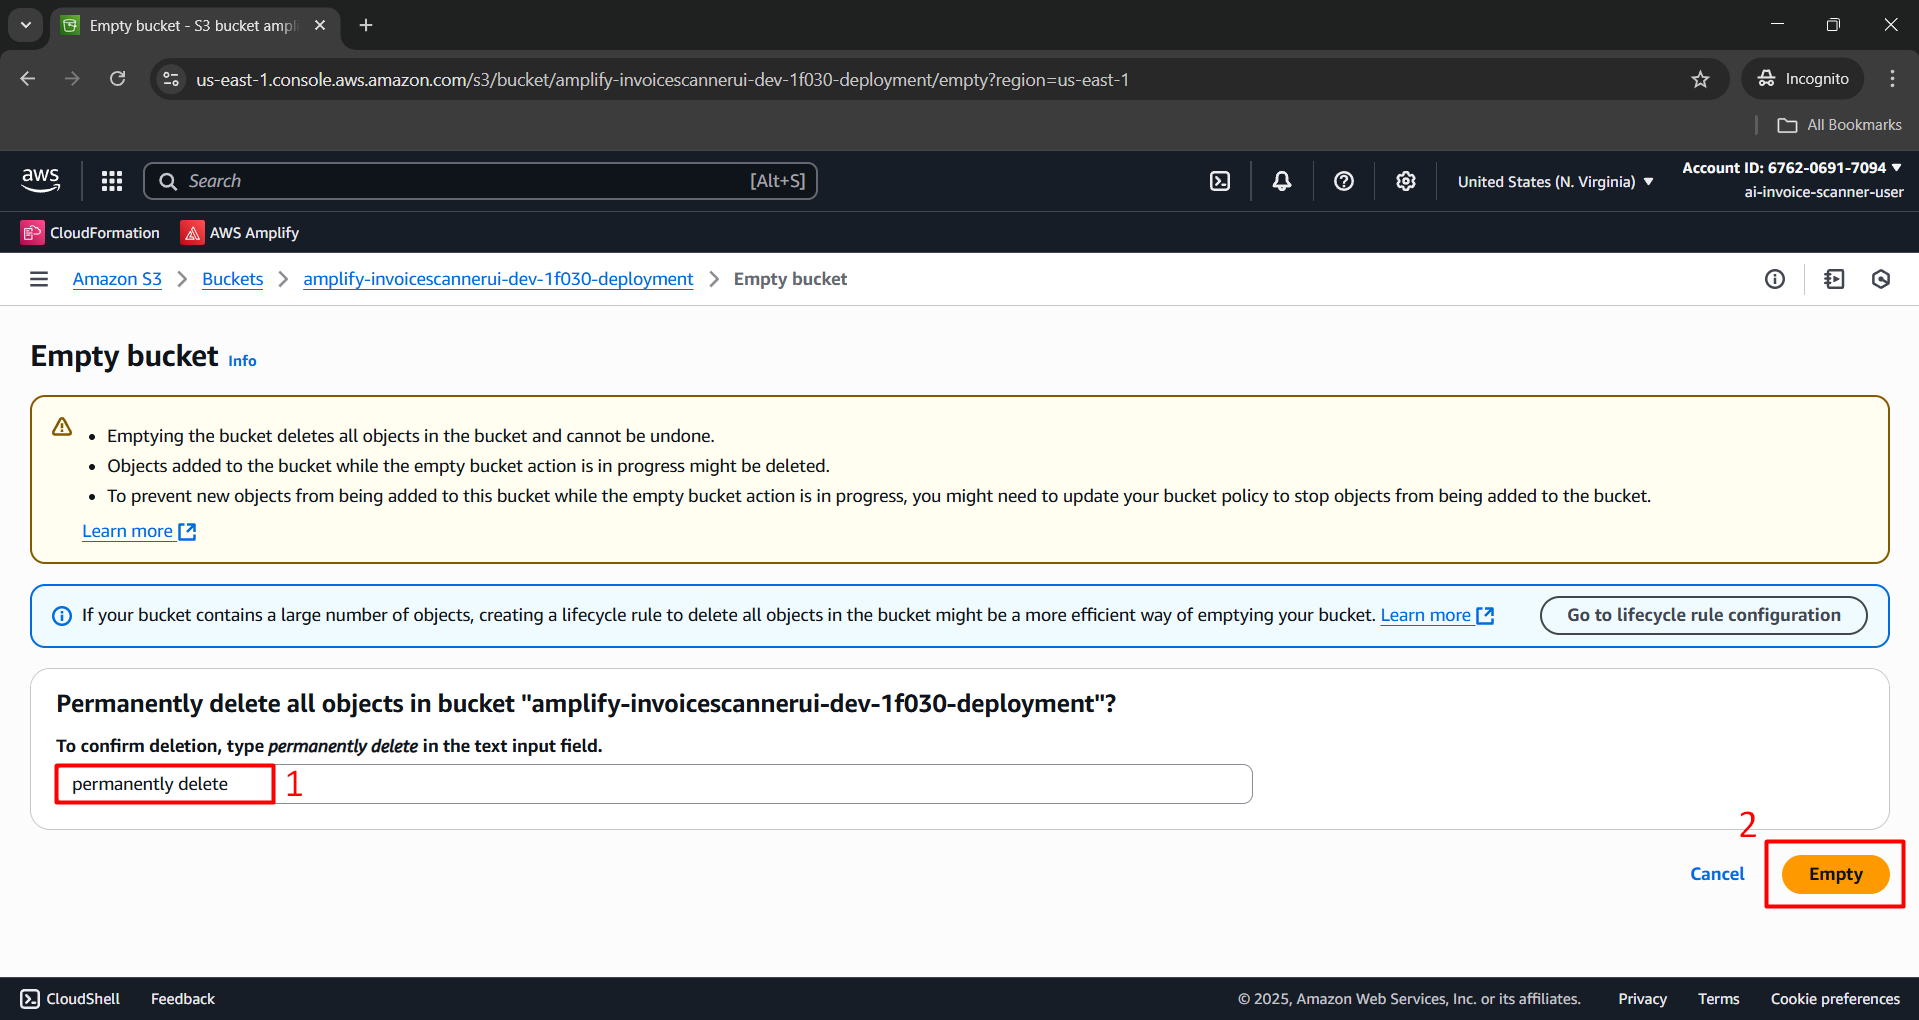 Empty bucket - S3 bucket ampl
us-east-1.console.aws.amazon.com/s3/bucket/amplify-invoicescannerui-dev-1f030-deployment/empty?region=us-east-1
Incognito
All Bookmarks
aws
Search
[Alt+S]
United States (N. Virginia)
Account ID: 6762-0691-7094
ai-invoice-scanner-user
CloudFormation
AWS Amplify
Amazon S3 > Buckets > amplify-invoicescannerui-dev-1f030-deployment > Empty bucket
Empty bucket Info
• Emptying the bucket deletes all objects in the bucket and cannot be undone.
• Objects added to the bucket while the empty bucket action is in progress might be deleted.
• To prevent new objects from being added to this bucket while the empty bucket action is in progress, you might need to update your bucket policy to stop objects from being added to the bucket.
Learn more
If your bucket contains a large number of objects, creating a lifecycle rule to delete all objects in the bucket might be a more efficient way of emptying your bucket. Learn more
Go to lifecycle rule configuration
Permanently delete all objects in bucket "amplify-invoicescannerui-dev-1f030-deployment"?
To confirm deletion, type permanently delete in the text input field.
permanently delete
1
2
Cancel
Empty
CloudShell
Feedback
© 2025, Amazon Web Services, Inc. or its affiliates.
Privacy
Terms
Cookie preferences